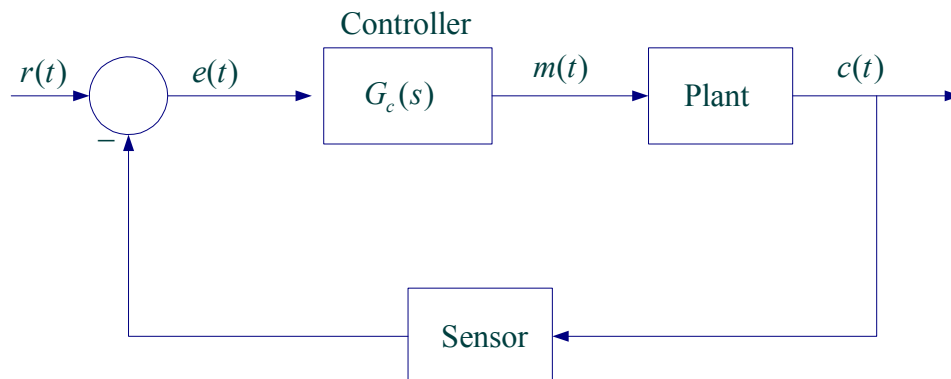 Controller
r(t)
e(t)
G_c(s)
m(t)
Plant
c(t)
−
Sensor